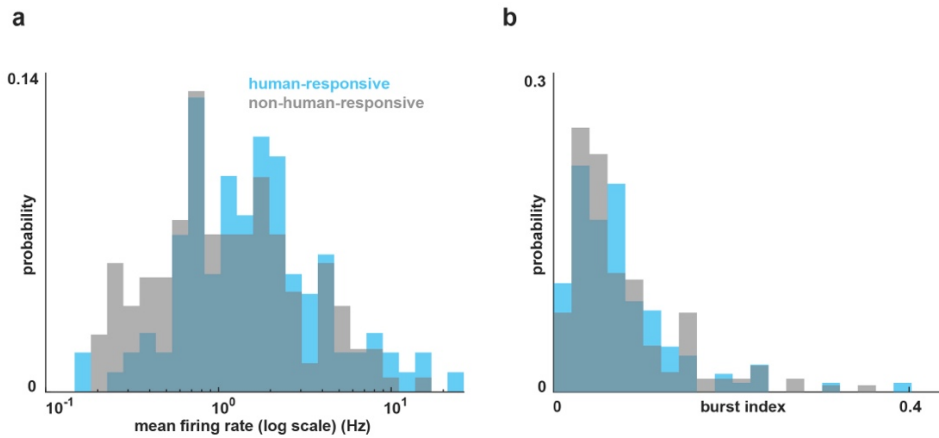 a
0.14
human-responsive
non-human-responsive
probability
0
10^-1
10^0
10^1
mean firing rate (log scale) (Hz)
b
0.3
probability
0
0
burst index
0.4